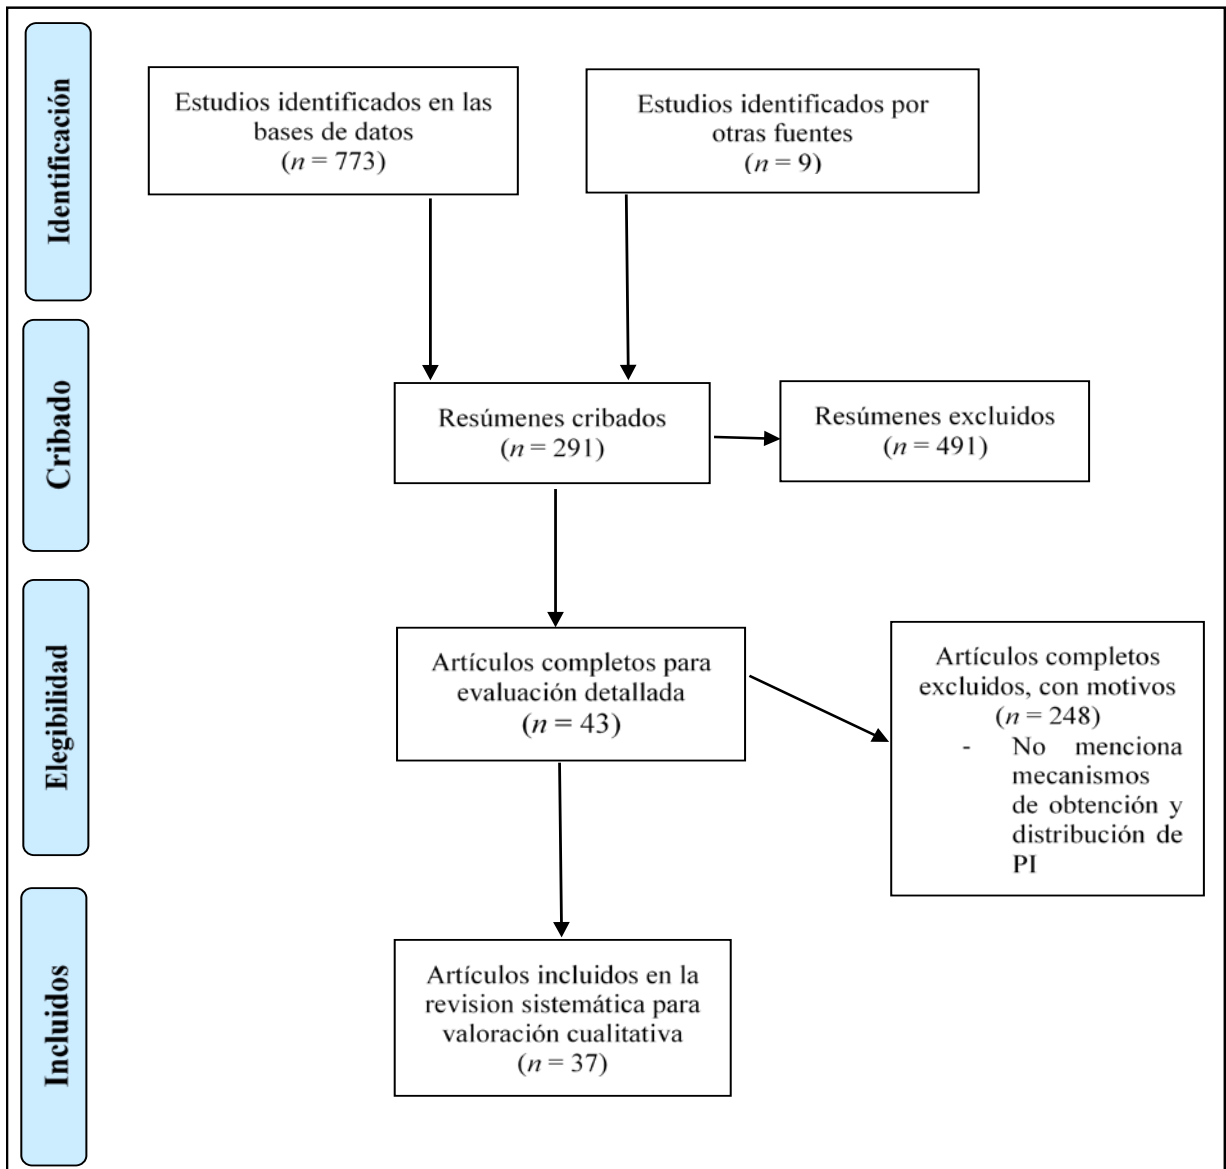 Identificación
Estudios identificados en las
bases de datos
(n = 773)
Estudios identificados por
otras fuentes
(n = 9)
Cribado
Resúmenes cribados
(n = 291)
Resúmenes excluidos
(n = 491)
Elegibilidad
Artículos completos para
evaluación detallada
(n = 43)
Artículos completos
excluidos, con motivos
(n = 248)
- No menciona
mecanismos
de obtención y
distribución de
PI
Incluidos
Artículos incluidos en la
revision sistemática para
valoración cualitativa
(n = 37)